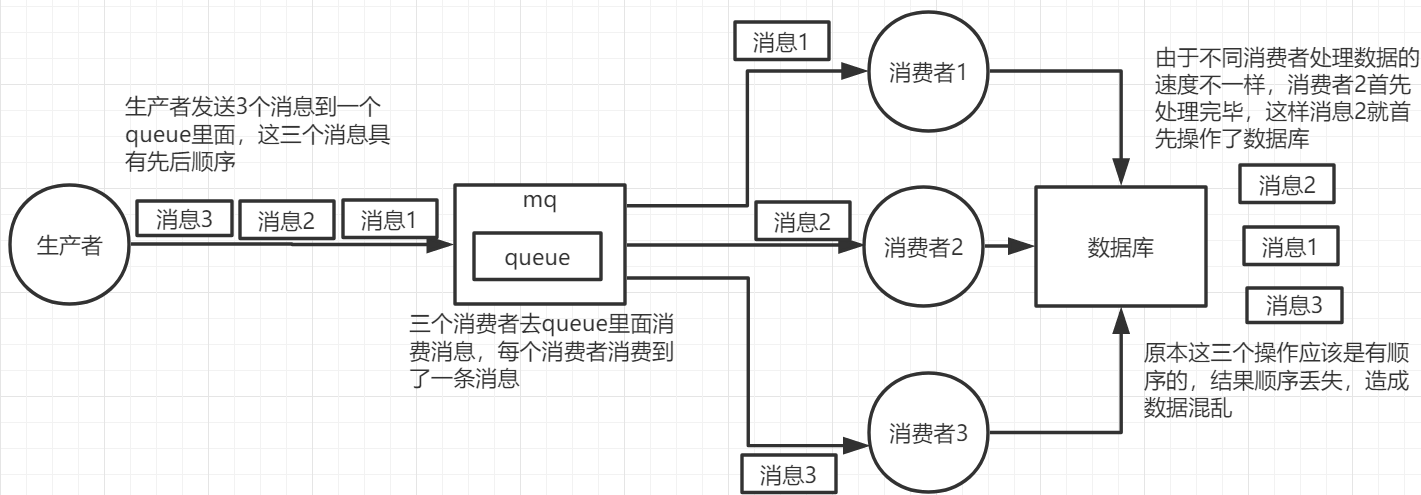 生产者发送3个消息到一个
queue里面，这三个消息具
有先后顺序
生产者
消息3
消息2
消息1
mq
queue
三个消费者去queue里面消
费消息，每个消费者消费到
了一条消息
消息1
消费者1
消息2
消费者2
消息3
消费者3
数据库
由于不同消费者处理数据的
速度不一样，消费者2首先
处理完毕，这样消息2就首
先操作了数据库
消息2
消息1
消息3
原本这三个操作应该是有顺
序的，结果顺序丢失，造成
数据混乱